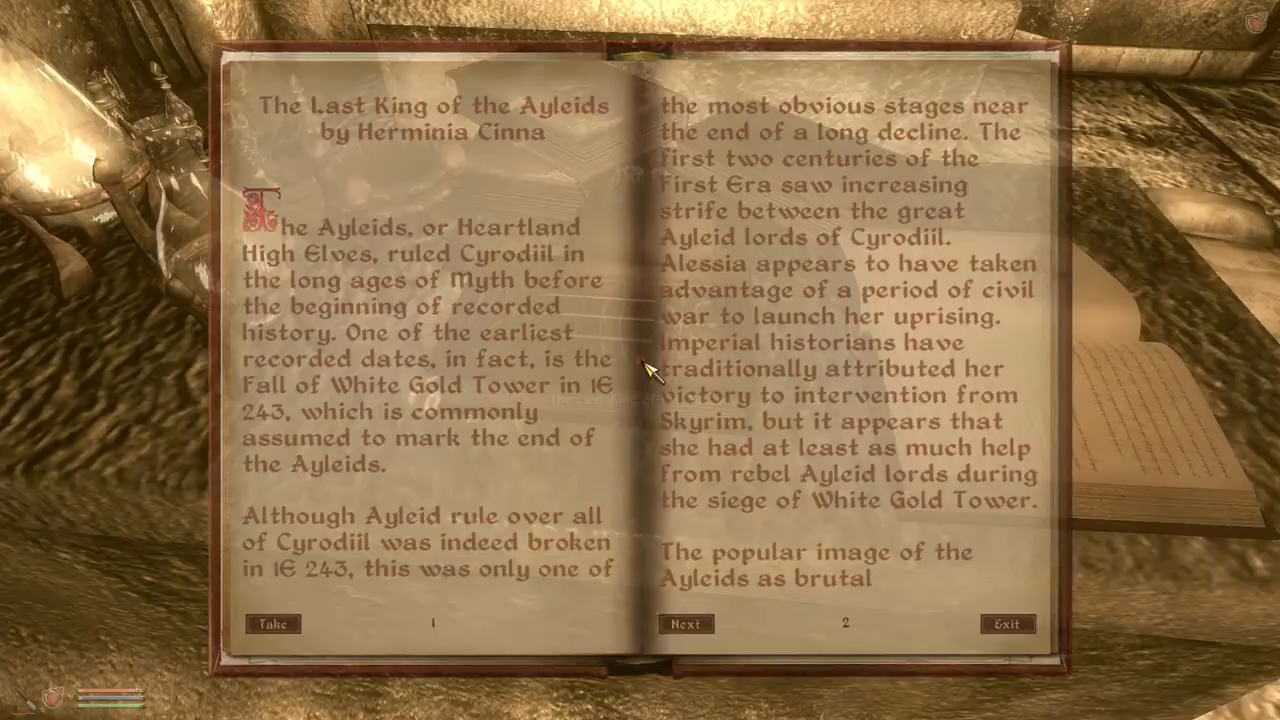 The Last King of the Ayleids
by Herminia Cinna
The Ayleids, or Heartland
High Elves, ruled Cyrodiil in
the long ages of Myth before
the beginning of recorded
history. One of the earliest
recorded dates, in fact, is the
Fall of White Gold Tower in 1E
243, which is commonly
assumed to mark the end of
the Ayleids.
Although Ayleid rule over all
of Cyrodiil was indeed broken
in 1E 243, this was only one of
Take
1
the most obvious stages near
the end of a long decline. The
first two centuries of the
First Era saw increasing
strife between the great
Ayleid lords of Cyrodiil.
Alessia appears to have taken
advantage of a period of civil
war to launch her uprising.
Imperial historians have
traditionally attributed her
victory to intervention from
Skyrim, but it appears that
she had at least as much help
from rebel Ayleid lords during
the siege of White Gold Tower.
The popular image of the
Ayleids as brutal
Next
2
Exit